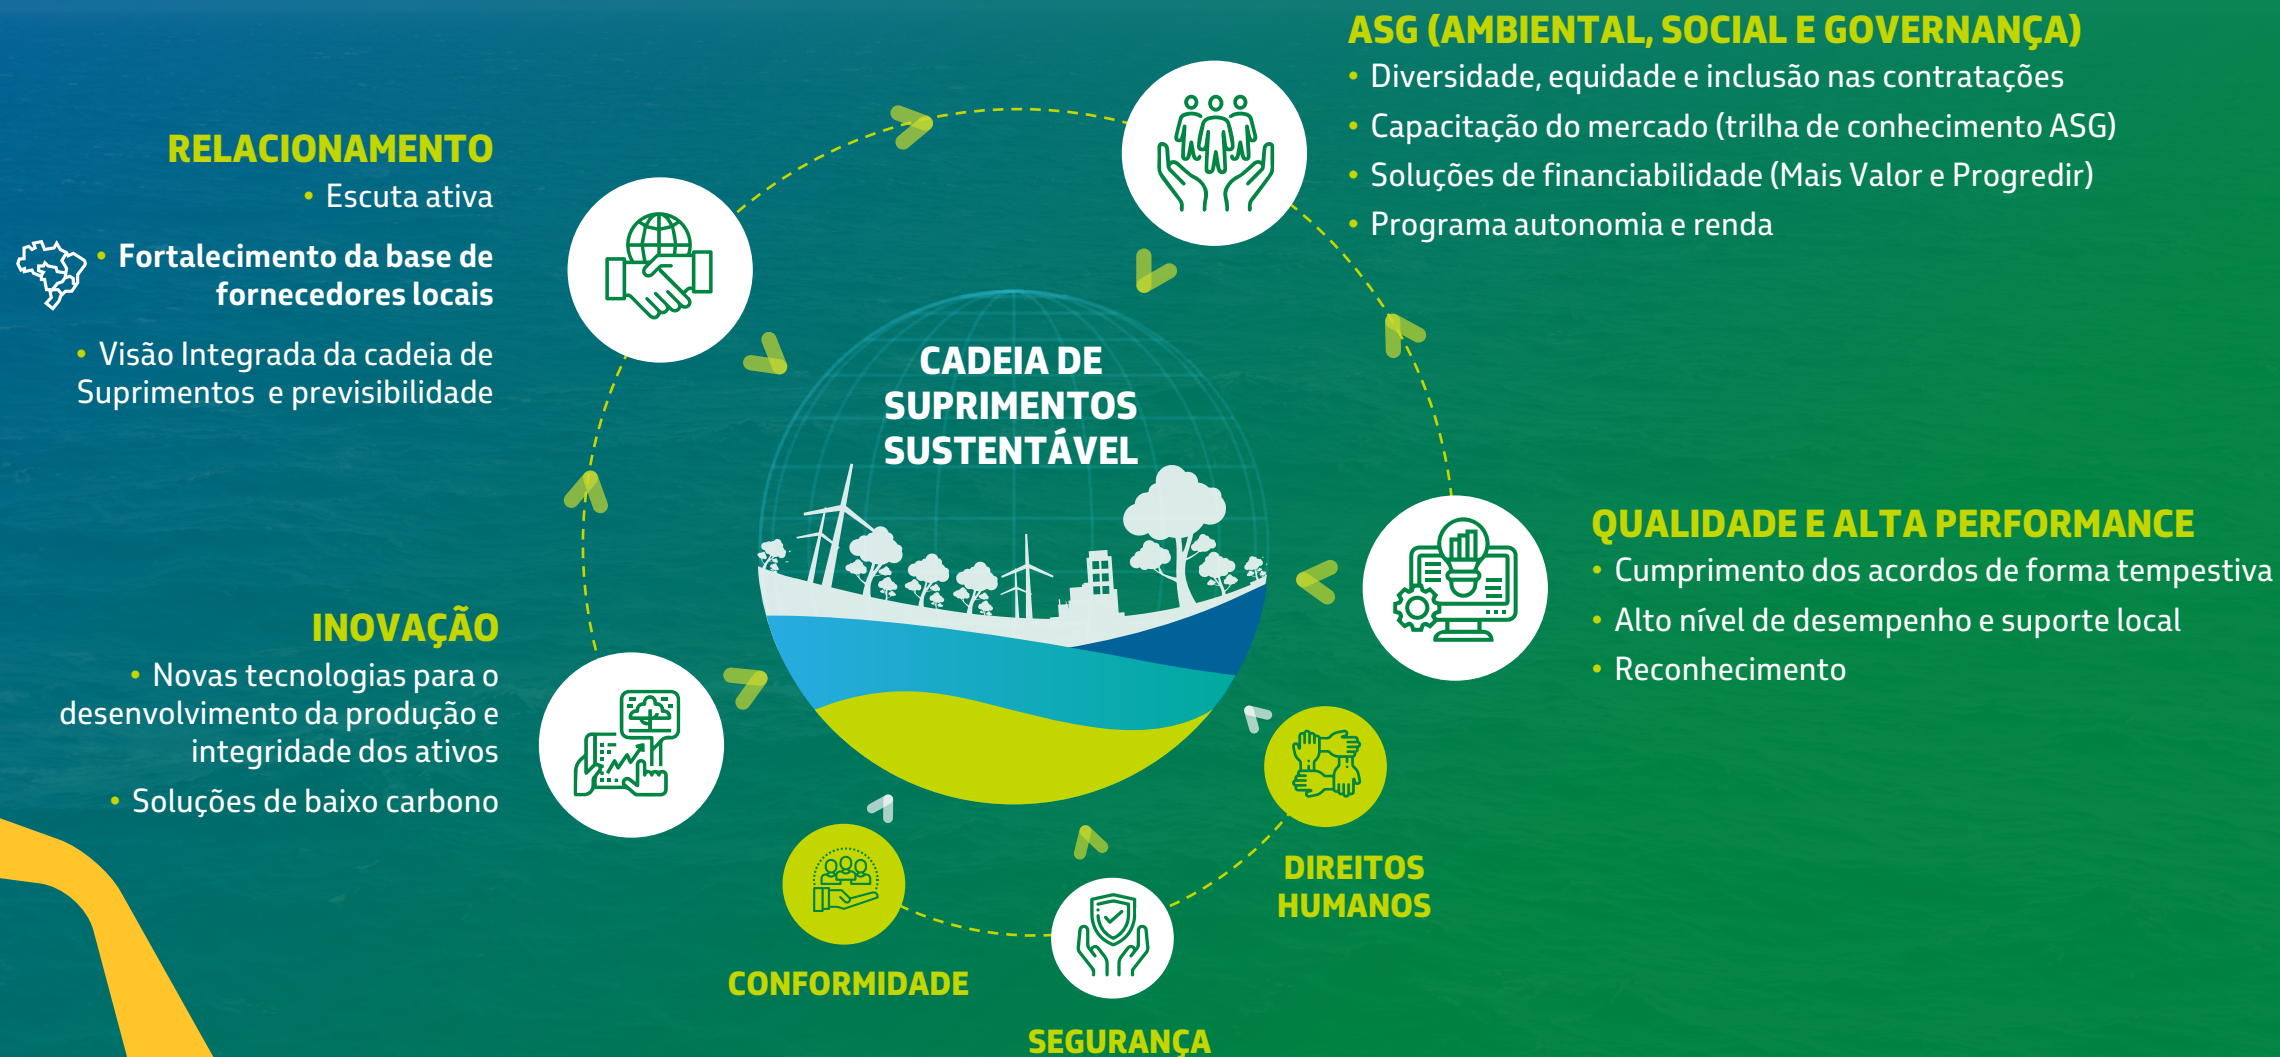 ASG (AMBIENTAL, SOCIAL E GOVERNANÇA)
• Diversidade, equidade e inclusão nas contratações
• Capacitação do mercado (trilha de conhecimento ASG)
• Soluções de financiabilidade (Mais Valor e Progredir)
• Programa autonomia e renda
RELACIONAMENTO
• Escuta ativa
• Fortalecimento da base de
fornecedores locais
• Visão Integrada da cadeia de
Suprimentos e previsibilidade
CADEIA DE
SUPRIMENTOS
SUSTENTÁVEL
QUALIDADE E ALTA PERFORMANCE
• Cumprimento dos acordos de forma tempestiva
• Alto nível de desempenho e suporte local
• Reconhecimento
INOVAÇÃO
• Novas tecnologias para o
desenvolvimento da produção e
integridade dos ativos
• Soluções de baixo carbono
DIREITOS
HUMANOS
CONFORMIDADE
SEGURANÇA